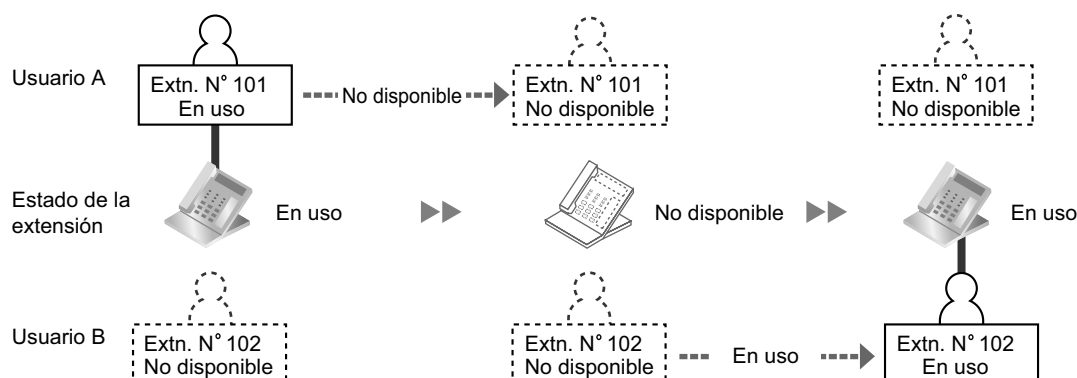 Usuario A
Extn. N° 101
En uso
No disponible
Extn. N° 101
No disponible
Extn. N° 101
No disponible
Estado de la
extensión
En uso
No disponible
En uso
Usuario B
Extn. N° 102
No disponible
Extn. N° 102
No disponible
En uso
Extn. N° 102
En uso